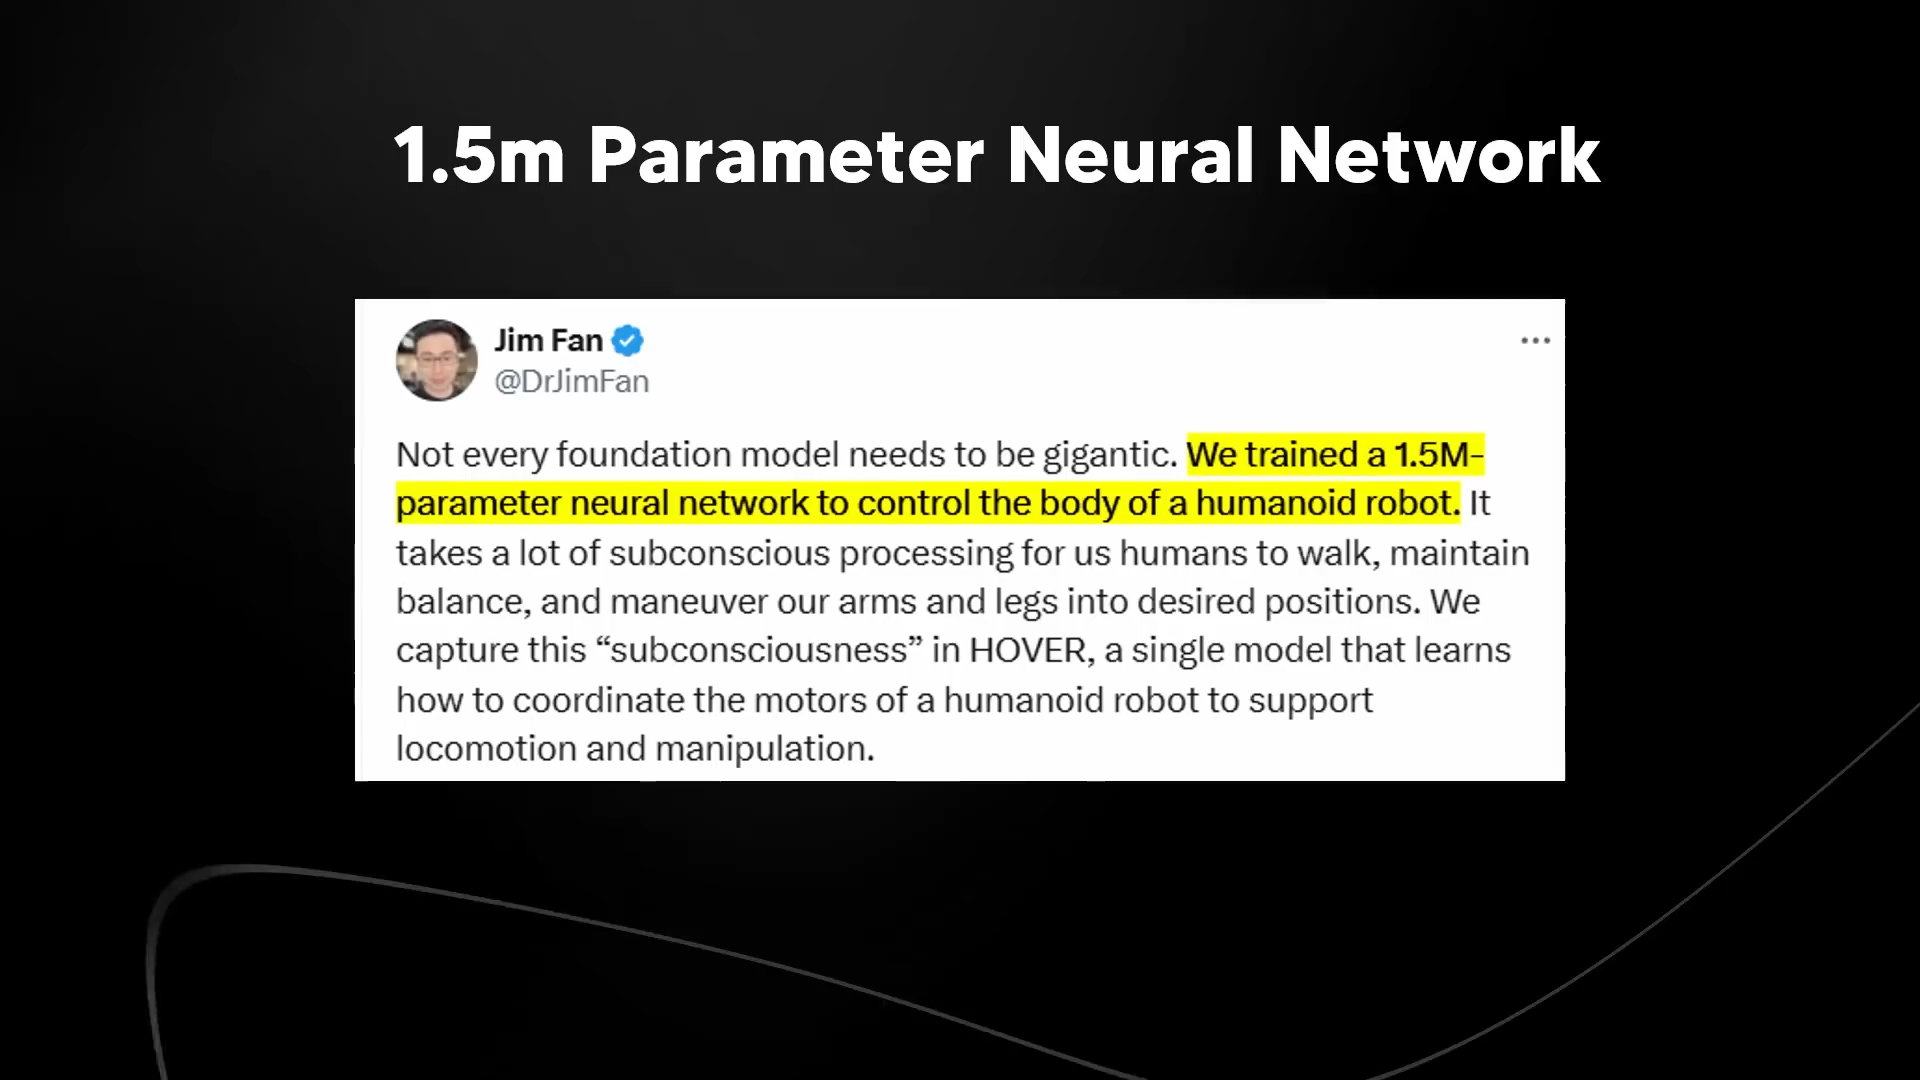 1.5m Parameter Neural Network
Jim Fan
@DrJimFan
Not every foundation model needs to be gigantic. We trained a 1.5M-
parameter neural network to control the body of a humanoid robot. It
takes a lot of subconscious processing for us humans to walk, maintain
balance, and maneuver our arms and legs into desired positions. We
capture this “subconsciousness” in HOVER, a single model that learns
how to coordinate the motors of a humanoid robot to support
locomotion and manipulation.